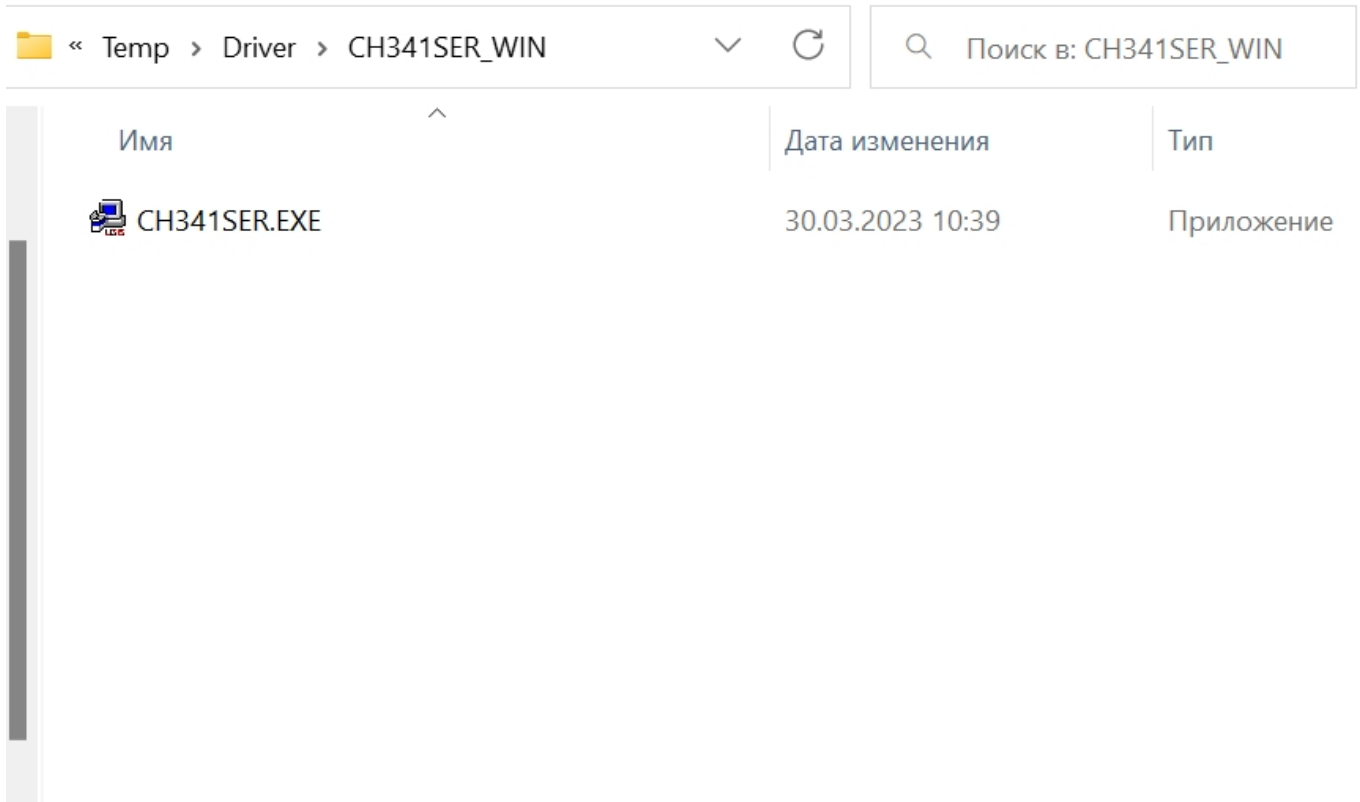 « Temp > Driver > CH341SER_WIN
Поиск в: CH341SER_WIN
Имя Дата изменения Тип
CH341SER.EXE 30.03.2023 10:39 Приложение